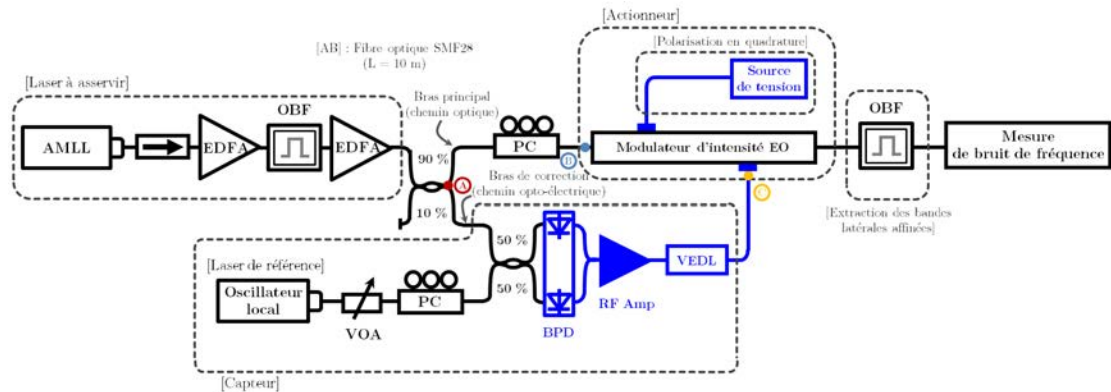 [Actionneur]
[AB] : Fibre optique SMF28
(L = 10 m)
[Polarisation en quadrature]
Source
de tension
[Laser à asservir]
OBF
Bras principal
(chemin optique)
OBF
AMLL
EDFA
EDFA
90 %
PC
B
Modulateur d'intensité EO
Mesure
de bruit de fréquence
A
Bras de correction
(chemin opto-électrique)
10 %
C
[Extraction des bandes
latérales affinées]
50 %
[Laser de référence]
Oscillateur
local
VOA
PC
50 %
BPD
RF Amp
VEDL
[Capteur]